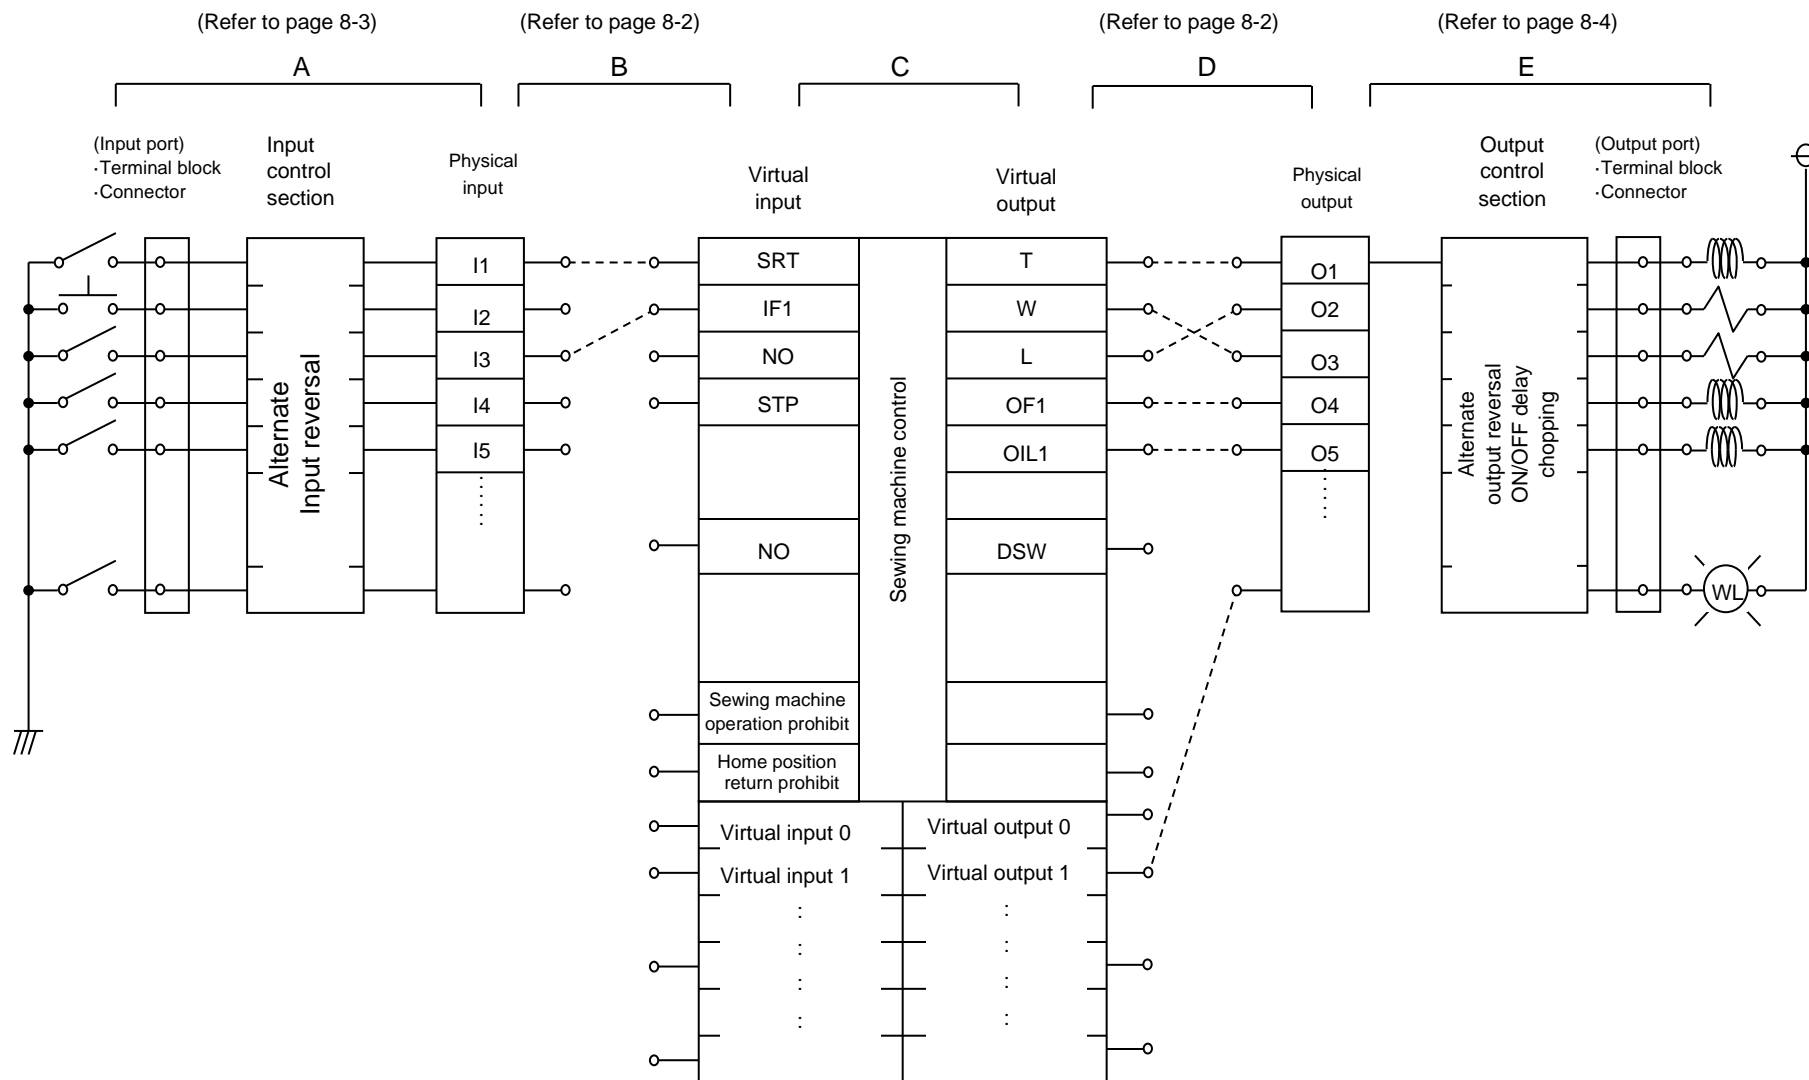 (Refer to page 8-3)
(Refer to page 8-2)
(Refer to page 8-2)
(Refer to page 8-4)
A
B
C
D
E
(Input port)
·Terminal block
·Connector
Input
control
section
Physical
input
Virtual
input
Virtual
output
Physical
output
Output
control
section
(Output port)
·Terminal block
·Connector
I1
I2
I3
I4
I5
Alternate
Input reversal
SRT
IF1
NO
STP
NO
Sewing machine
operation prohibit
Home position
return prohibit
Virtual input 0
Virtual input 1
Sewing machine control
T
W
L
OF1
OIL1
DSW
Virtual output 0
Virtual output 1
O1
O2
O3
O4
O5
Alternate
output reversal
ON/OFF delay
chopping
WL